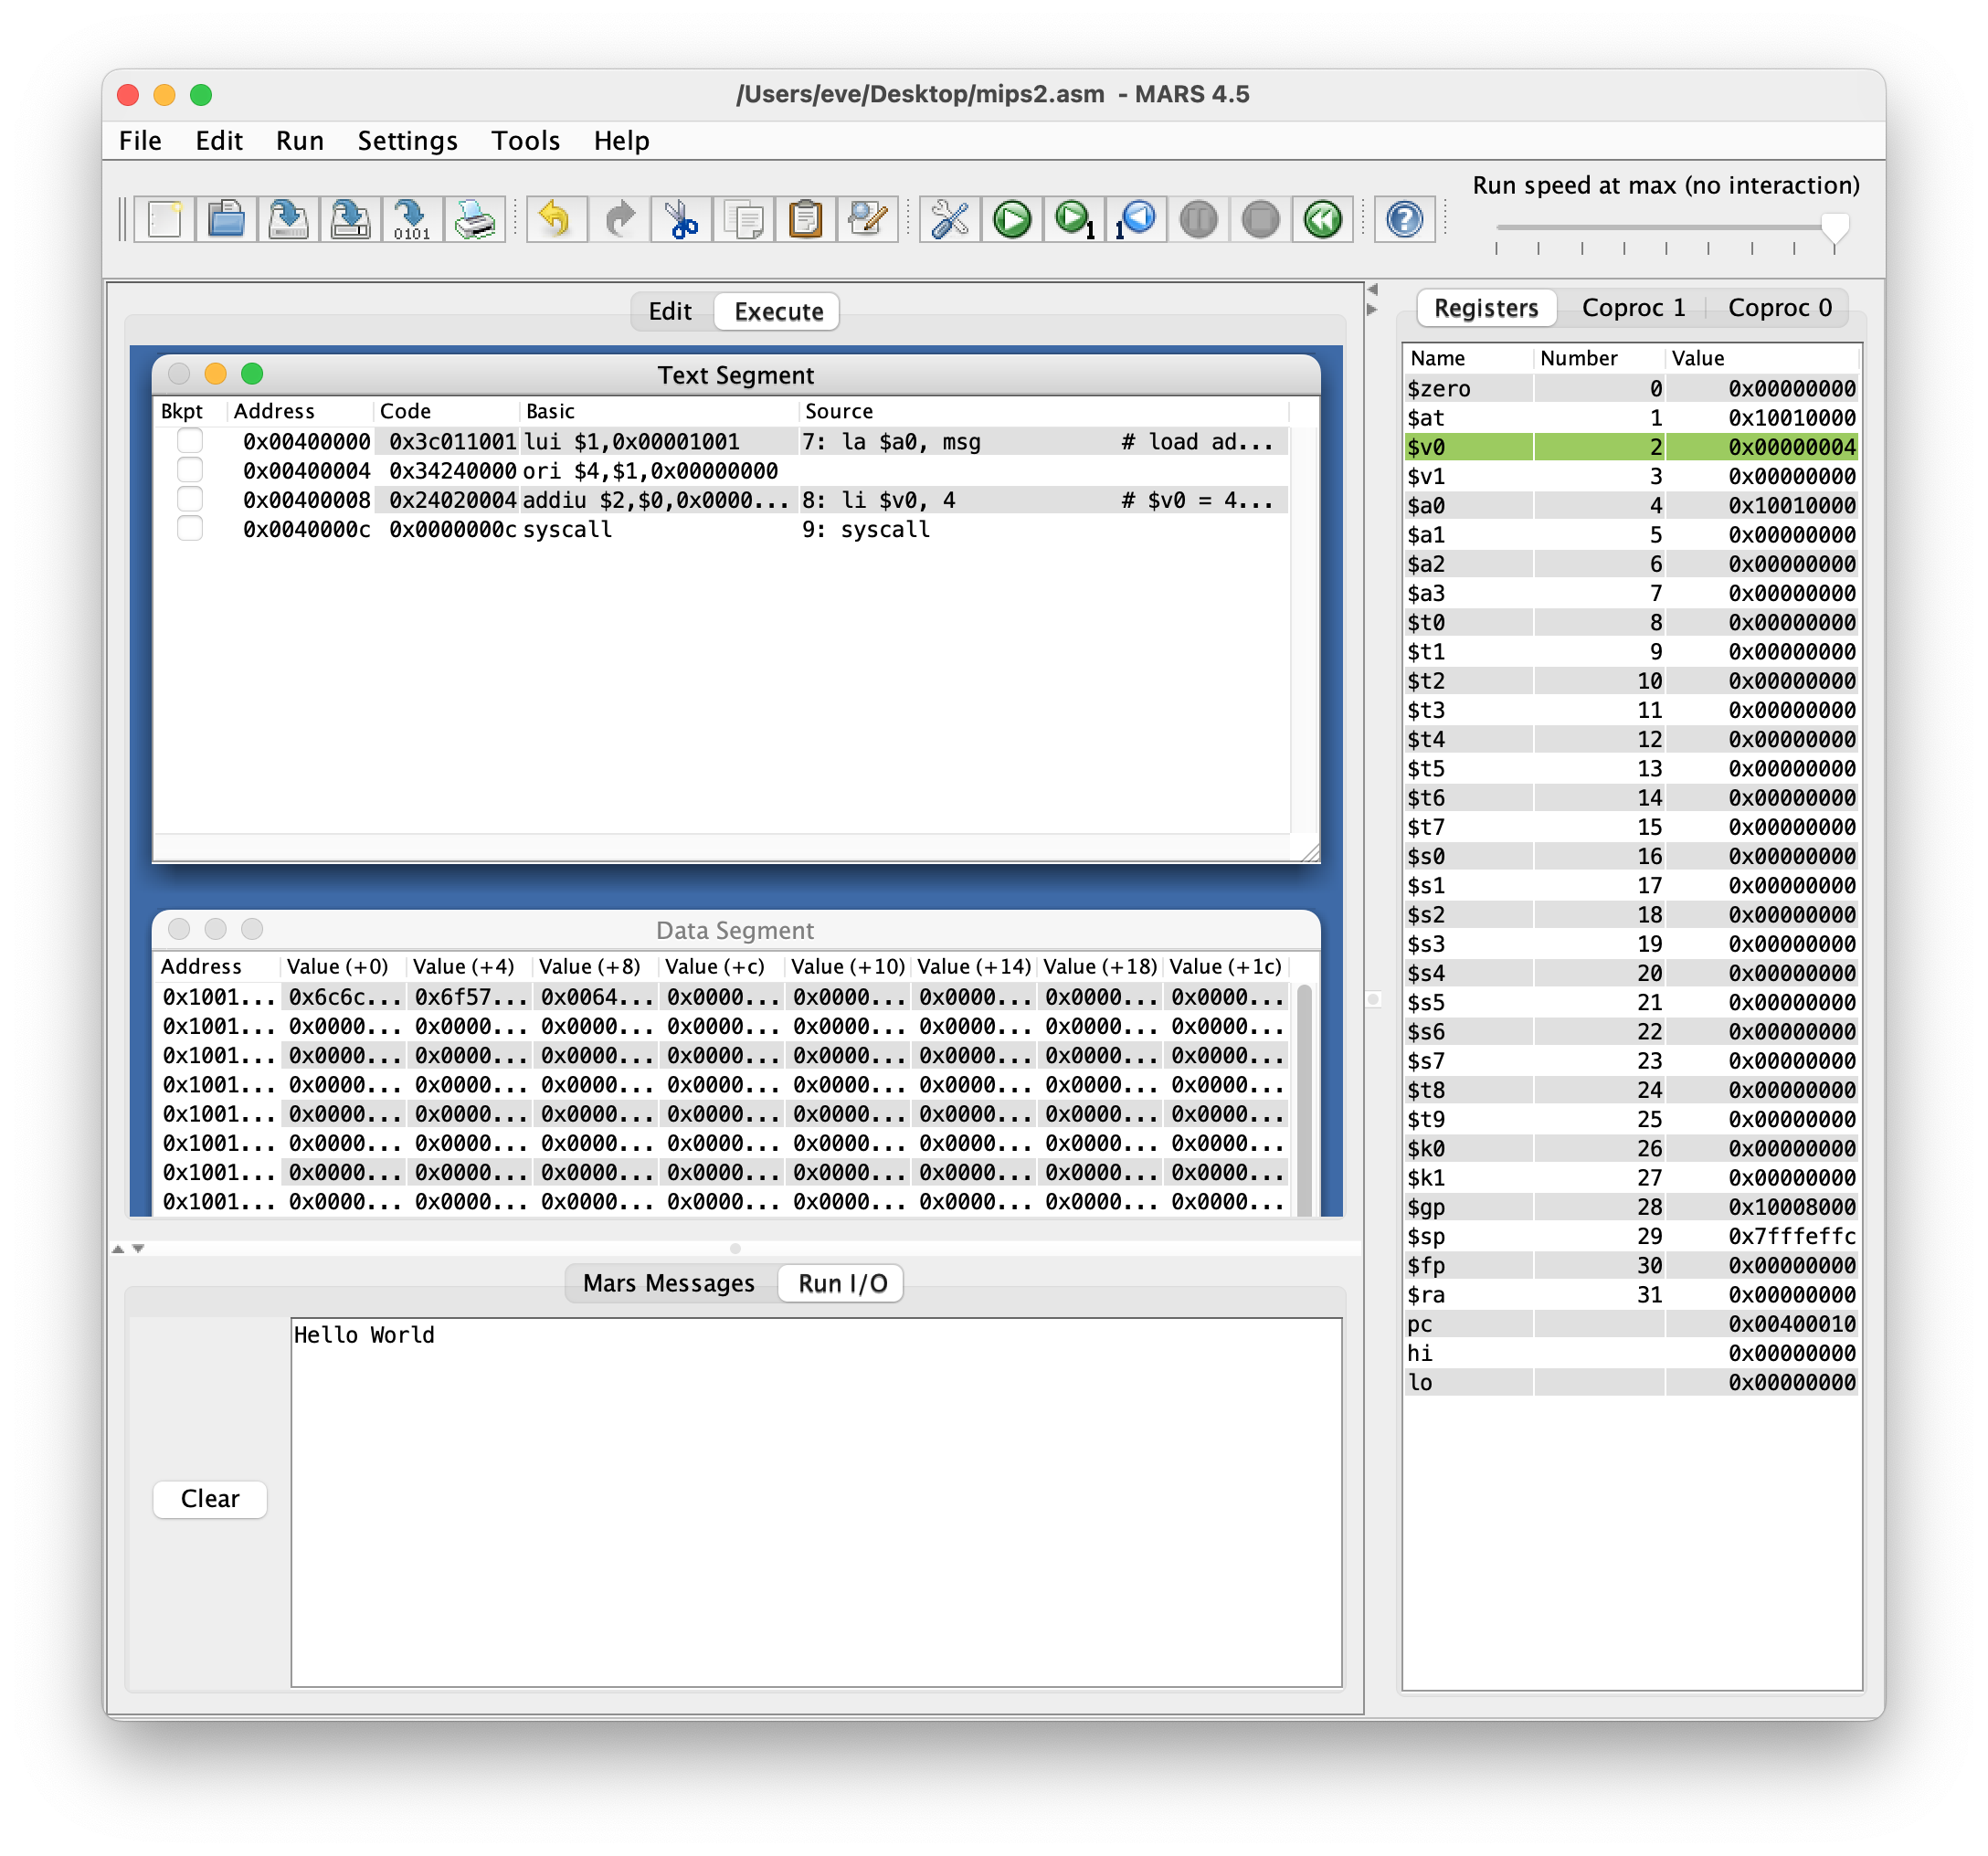 /Users/eve/Desktop/mips2.asm - MARS 4.5
File Edit Run Settings Tools Help
Run speed at max (no interaction)
0101
1
1
?
Edit Execute
Registers Coproc 1 Coproc 0
Text Segment
Bkpt Address Code Basic Source
0x00400000 0x3c011001 lui $1,0x00001001 7: la $a0, msg # load ad...
0x00400004 0x34240000 ori $4,$1,0x00000000
0x00400008 0x24020004 addiu $2,$0,0x0000... 8: li $v0, 4 # $v0 = 4...
0x0040000c 0x0000000c syscall 9: syscall
Data Segment
Address Value (+0) Value (+4) Value (+8) Value (+c) Value (+10) Value (+14) Value (+18) Value (+1c)
0x1001... 0x6c6c... 0x6f57... 0x0064... 0x0000... 0x0000... 0x0000... 0x0000... 0x0000...
0x1001... 0x0000... 0x0000... 0x0000... 0x0000... 0x0000... 0x0000... 0x0000... 0x0000...
0x1001... 0x0000... 0x0000... 0x0000... 0x0000... 0x0000... 0x0000... 0x0000... 0x0000...
0x1001... 0x0000... 0x0000... 0x0000... 0x0000... 0x0000... 0x0000... 0x0000... 0x0000...
0x1001... 0x0000... 0x0000... 0x0000... 0x0000... 0x0000... 0x0000... 0x0000... 0x0000...
0x1001... 0x0000... 0x0000... 0x0000... 0x0000... 0x0000... 0x0000... 0x0000... 0x0000...
0x1001... 0x0000... 0x0000... 0x0000... 0x0000... 0x0000... 0x0000... 0x0000... 0x0000...
0x1001... 0x0000... 0x0000... 0x0000... 0x0000... 0x0000... 0x0000... 0x0000... 0x0000...
Mars Messages Run I/O
Hello World
Clear
Name Number Value
$zero 0 0x00000000
$at 1 0x10010000
$v0 2 0x00000004
$v1 3 0x00000000
$a0 4 0x10010000
$a1 5 0x00000000
$a2 6 0x00000000
$a3 7 0x00000000
$t0 8 0x00000000
$t1 9 0x00000000
$t2 10 0x00000000
$t3 11 0x00000000
$t4 12 0x00000000
$t5 13 0x00000000
$t6 14 0x00000000
$t7 15 0x00000000
$s0 16 0x00000000
$s1 17 0x00000000
$s2 18 0x00000000
$s3 19 0x00000000
$s4 20 0x00000000
$s5 21 0x00000000
$s6 22 0x00000000
$s7 23 0x00000000
$t8 24 0x00000000
$t9 25 0x00000000
$k0 26 0x00000000
$k1 27 0x00000000
$gp 28 0x10008000
$sp 29 0x7fffeffc
$fp 30 0x00000000
$ra 31 0x00000000
pc 0x00400010
hi 0x00000000
lo 0x00000000